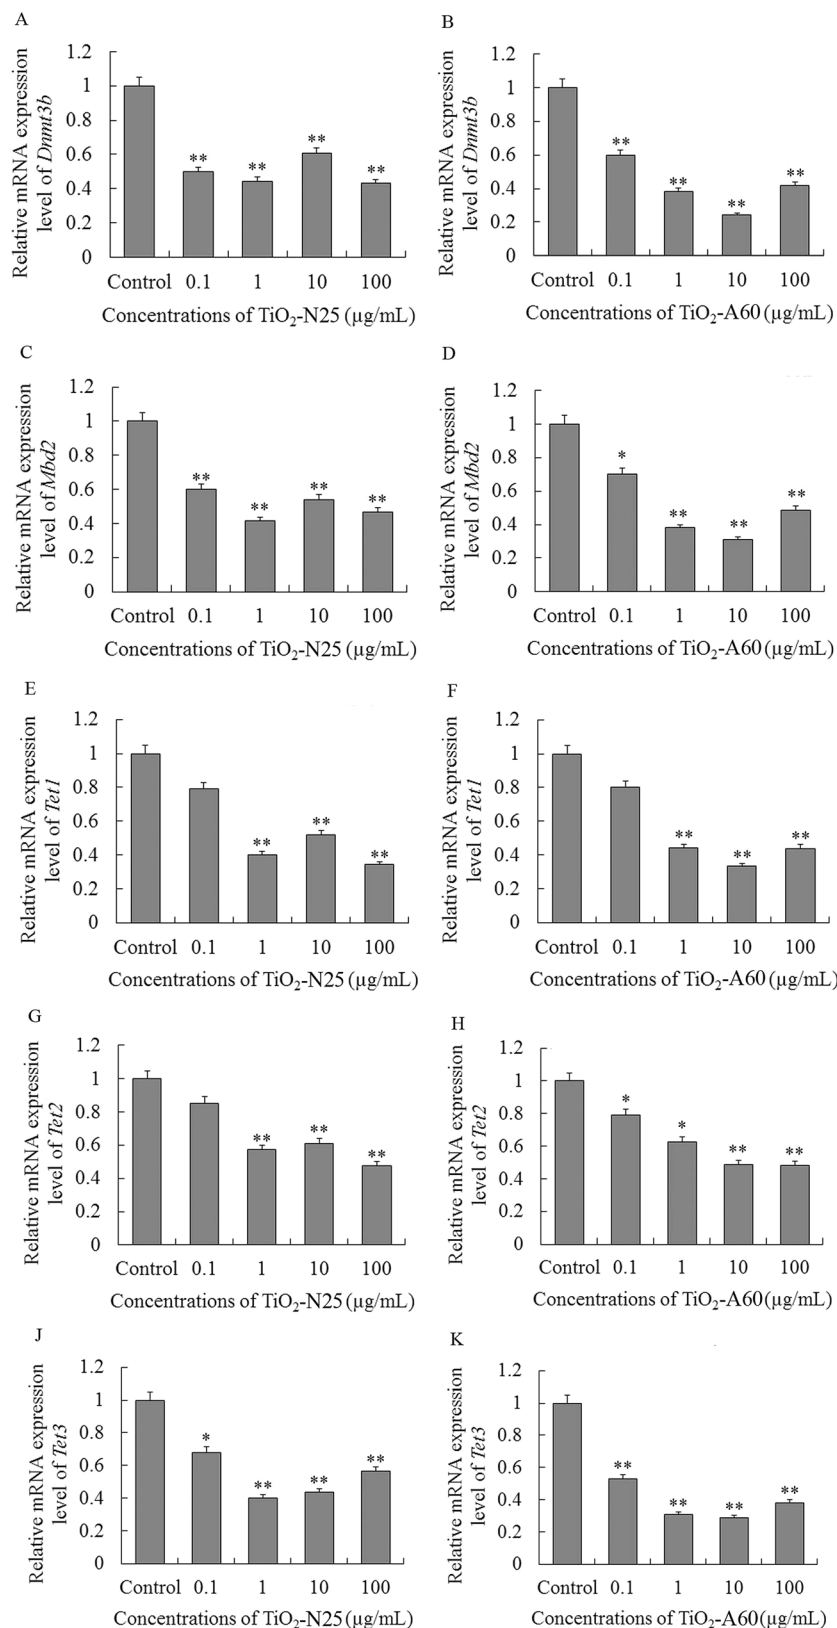 A
Relative mRNA expression
level of Dnmt3b
1.2
1
0.8
0.6
0.4
0.2
0
** ** ** **
Control 0.1 1 10 100
Concentrations of TiO2-N25 (µg/mL)
B
Relative mRNA expression
level of Dnmt3b
1.2
1
0.8
0.6
0.4
0.2
0
** ** ** **
Control 0.1 1 10 100
Concentrations of TiO2-A60 (µg/mL)
C
Relative mRNA expression
level of Mbd2
1.2
1
0.8
0.6
0.4
0.2
0
** ** ** **
Control 0.1 1 10 100
Concentrations of TiO2-N25 (µg/mL)
D
Relative mRNA expression
level of Mbd2
1.2
1
0.8
0.6
0.4
0.2
0
* ** ** **
Control 0.1 1 10 100
Concentrations of TiO2-A60 (µg/mL)
E
Relative mRNA expression
level of Tet1
1.2
1
0.8
0.6
0.4
0.2
0
** ** **
Control 0.1 1 10 100
Concentrations of TiO2-N25 (µg/mL)
F
Relative mRNA expression
level of Tet1
1.2
1
0.8
0.6
0.4
0.2
0
** ** **
Control 0.1 1 10 100
Concentrations of TiO2-A60 (µg/mL)
G
Relative mRNA expression
level of Tet2
1.2
1
0.8
0.6
0.4
0.2
0
** ** **
Control 0.1 1 10 100
Concentrations of TiO2-N25 (µg/mL)
H
Relative mRNA expression
level of Tet2
1.2
1
0.8
0.6
0.4
0.2
0
* * ** **
Control 0.1 1 10 100
Concentrations of TiO2-A60(µg/mL)
J
Relative mRNA expression
level of Tet3
1.2
1
0.8
0.6
0.4
0.2
0
* ** ** **
Control 0.1 1 10 100
Concentrations of TiO2-N25 (µg/mL)
K
Relative mRNA expression
level of Tet3
1.2
1
0.8
0.6
0.4
0.2
0
** ** ** **
Control 0.1 1 10 100
Concentrations of TiO2-A60(µg/mL)